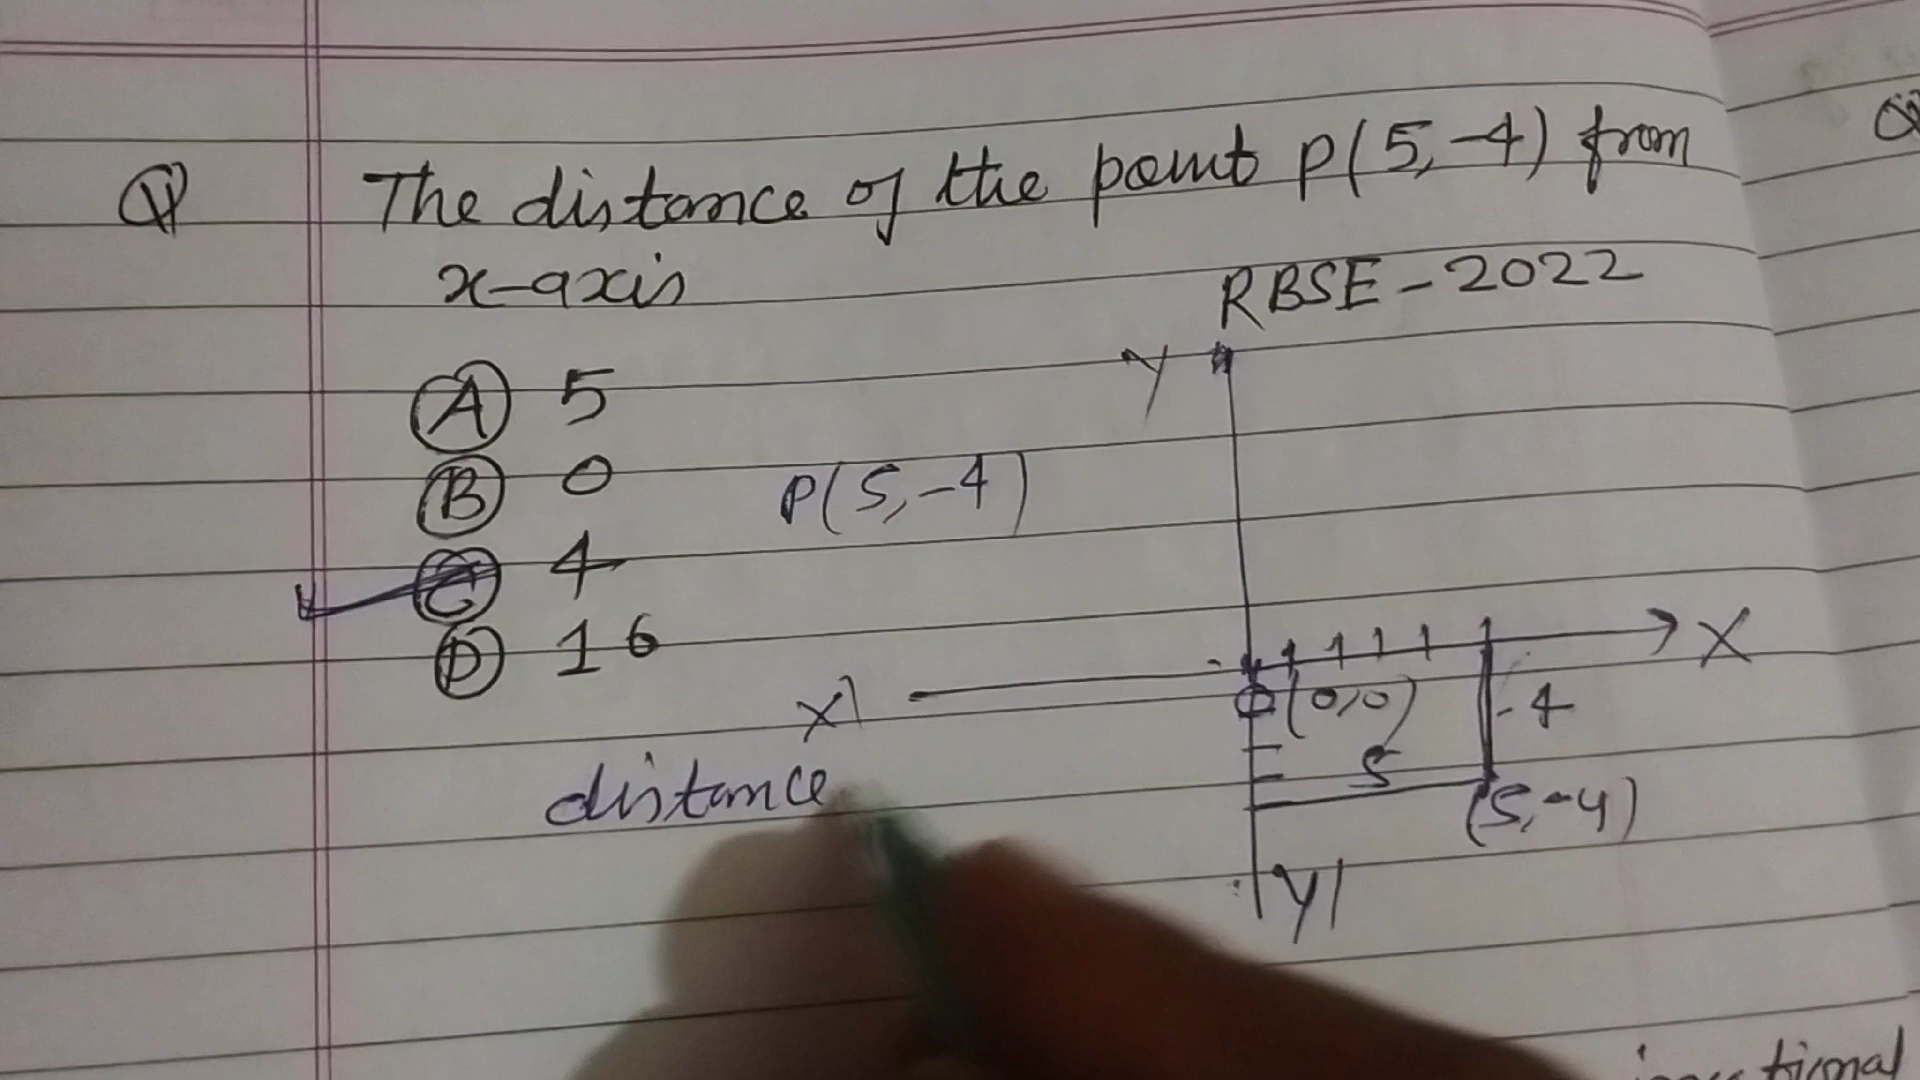 Q The distance of the point P(5,-4) from
x-axis
RBSE-2022
(A) 5
(B) 0
(C) 4
(D) 16
P(5,-4)
Y
X
X'
(0,0)
-4
5
(5,-4)
distance
Y'
Q